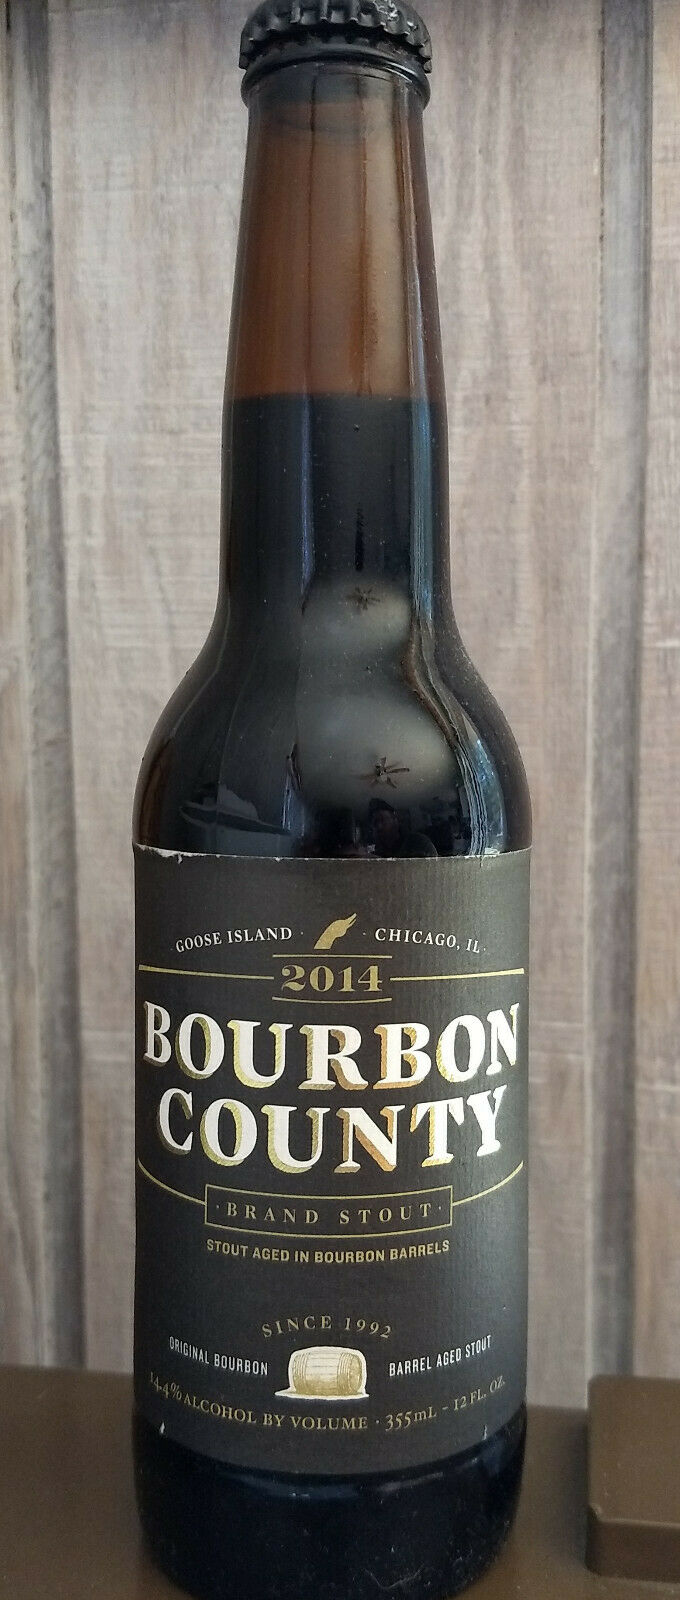 · GOOSE ISLAND · · CHICAGO, IL ·
2014
BOURBON
COUNTY
· BRAND STOUT ·
STOUT AGED IN BOURBON BARRELS
SINCE 1992
ORIGINAL BOURBON BARREL AGED STOUT
14.4% ALCOHOL BY VOLUME · 355mL – 12 FL. OZ.